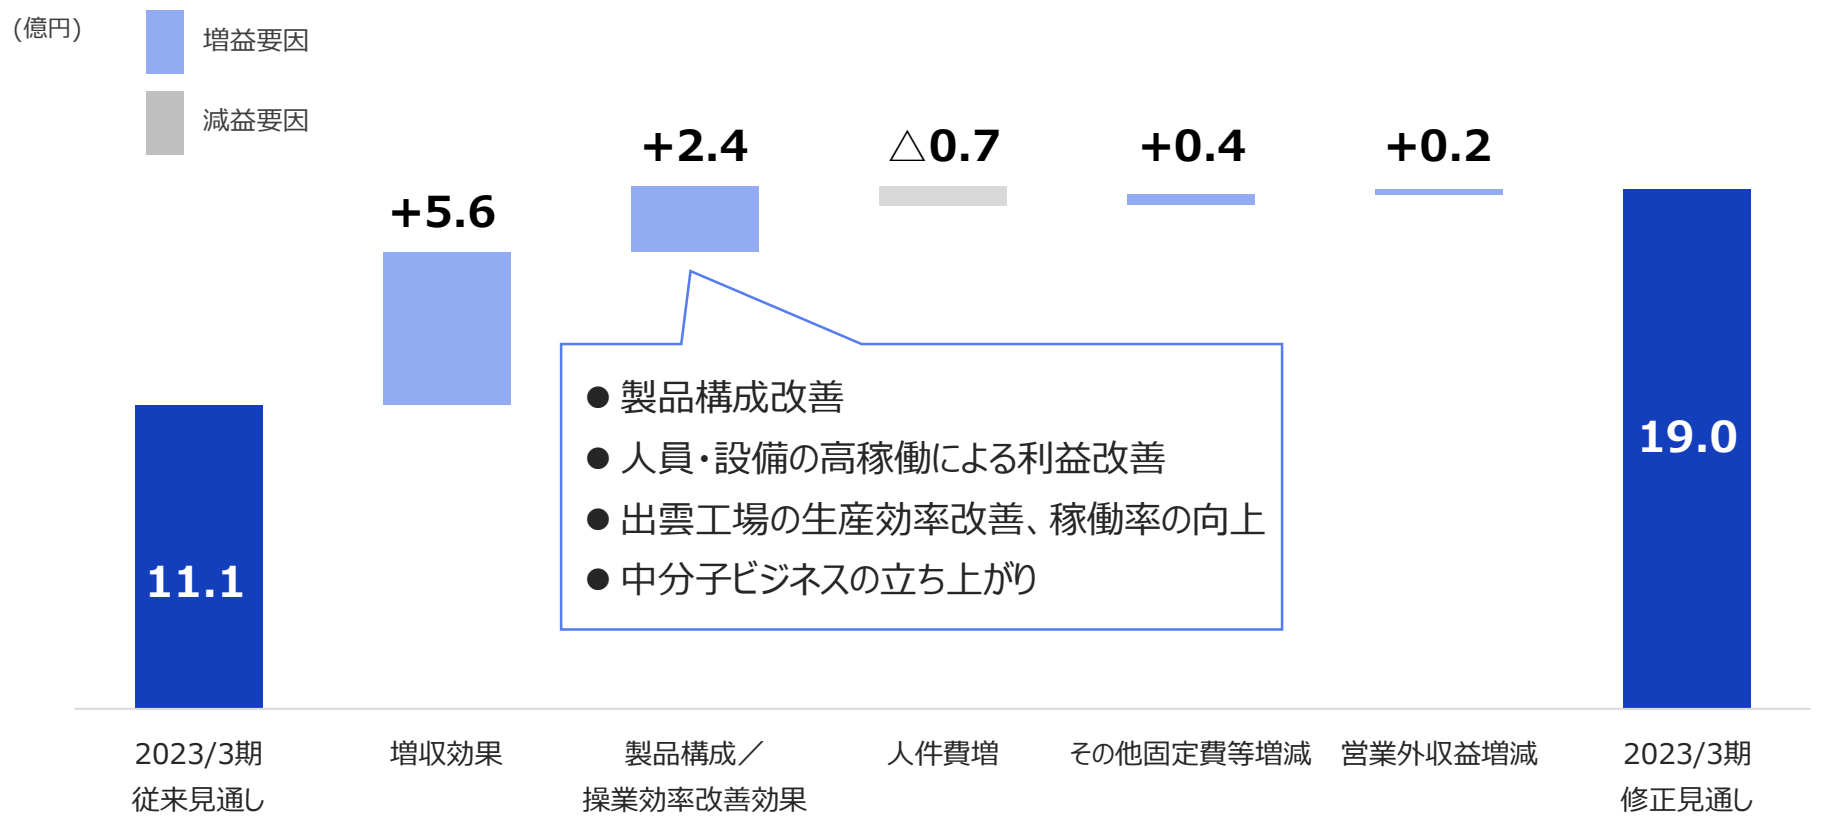 (億円)
増益要因
減益要因
+5.6
+2.4
△0.7
+0.4
+0.2
11.1
19.0
● 製品構成改善
● 人員・設備の高稼働による利益改善
● 出雲工場の生産効率改善、稼働率の向上
● 中分子ビジネスの立ち上がり
2023/3期
従来見通し
増収効果
製品構成／
操業効率改善効果
人件費増
その他固定費等増減
営業外収益増減
2023/3期
修正見通し